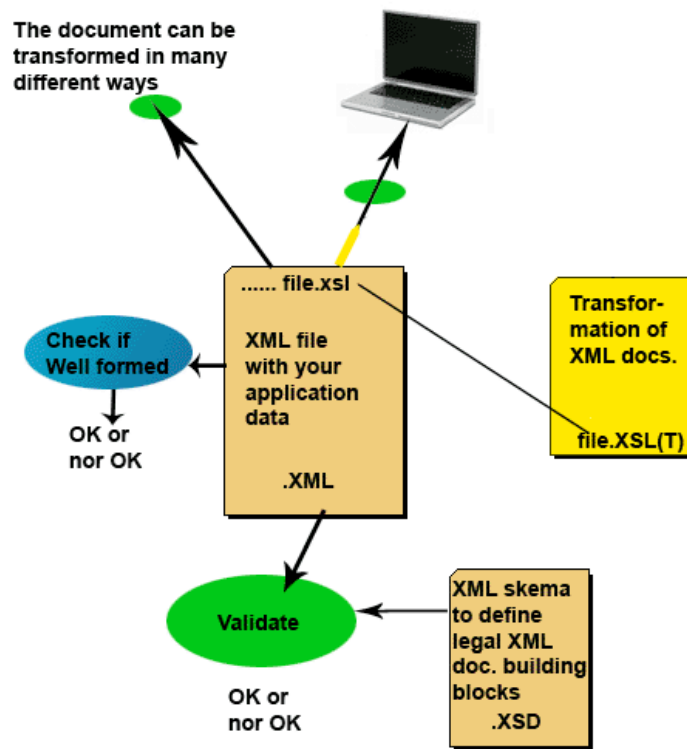 The document can be
transformed in many
different ways
...... file.xsl
XML file
with your
application
data
.XML
Transfor-
mation of
XML docs.
file.XSL(T)
Check if
Well formed
OK or
nor OK
Validate
OK or
nor OK
XML skema
to define
legal XML
doc. building
blocks
.XSD